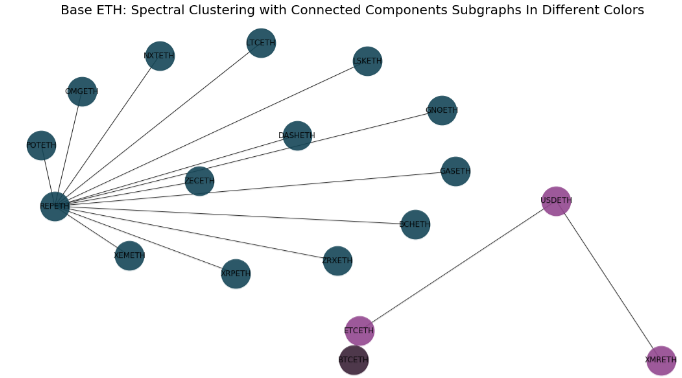 Base ETH: Spectral Clustering with Connected Components Subgraphs In Different Colors
LTCETH
NXTETH
LSKETH
OMGETH
GNOETH
DASHETH
POTETH
GASETH
ZECETH
USDETH
REPETH
BCHETH
XEMETH
ZRXETH
XRPETH
ETCETH
BTCETH
XMRETH